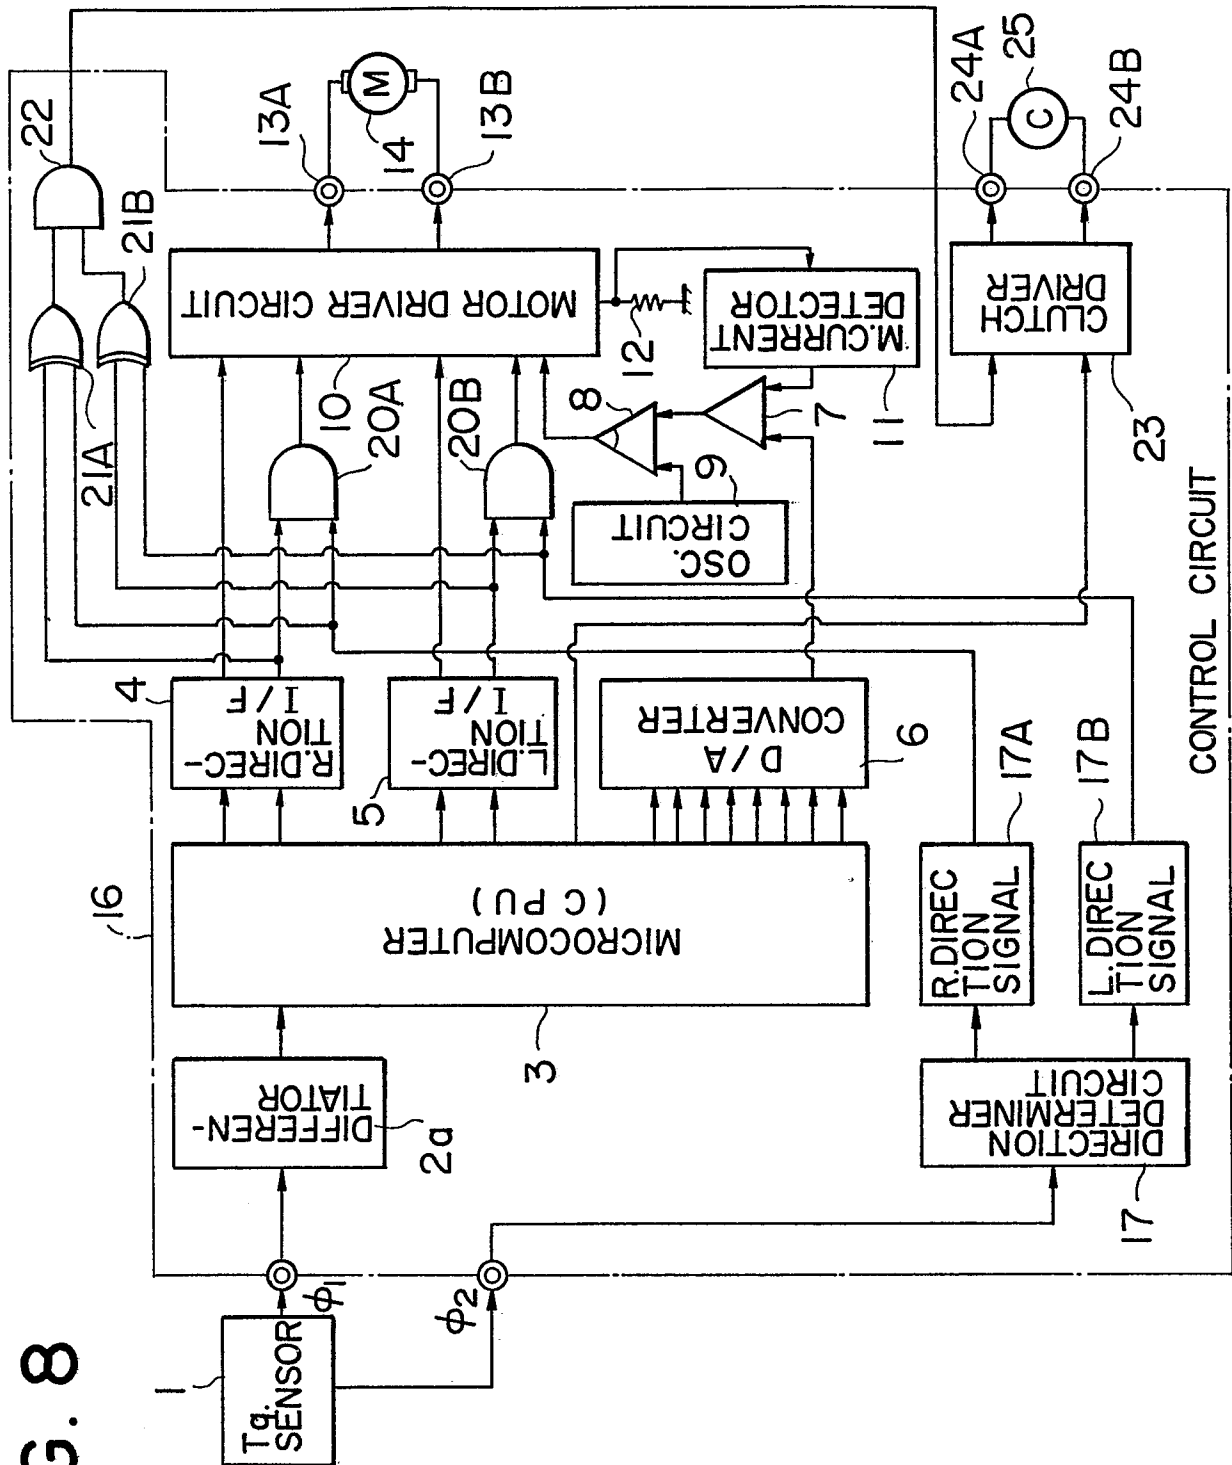 G. 8
1
Tq.
SENSOR
φ1
φ2
16
DIFFEREN-
TIATOR
2a
MICROCOMPUTER
(CPU)
3
R.DIREC-
TION
I/F
4
L.DIREC-
TION
I/F
5
D/A
CONVERTER
6
DIRECTION
DETERMINER
CIRCUIT
17
R.DIREC
TION
SIGNAL
17A
L.DIREC
TION
SIGNAL
17B
21A
21B
22
20A
20B
MOTOR DRIVER CIRCUIT
10
OSC.
CIRCUIT
9
8
7
12
M.CURRENT
DETECTOR
11
13A
M
14
13B
CLUTCH
DRIVER
23
24A
C
25
24B
CONTROL CIRCUIT